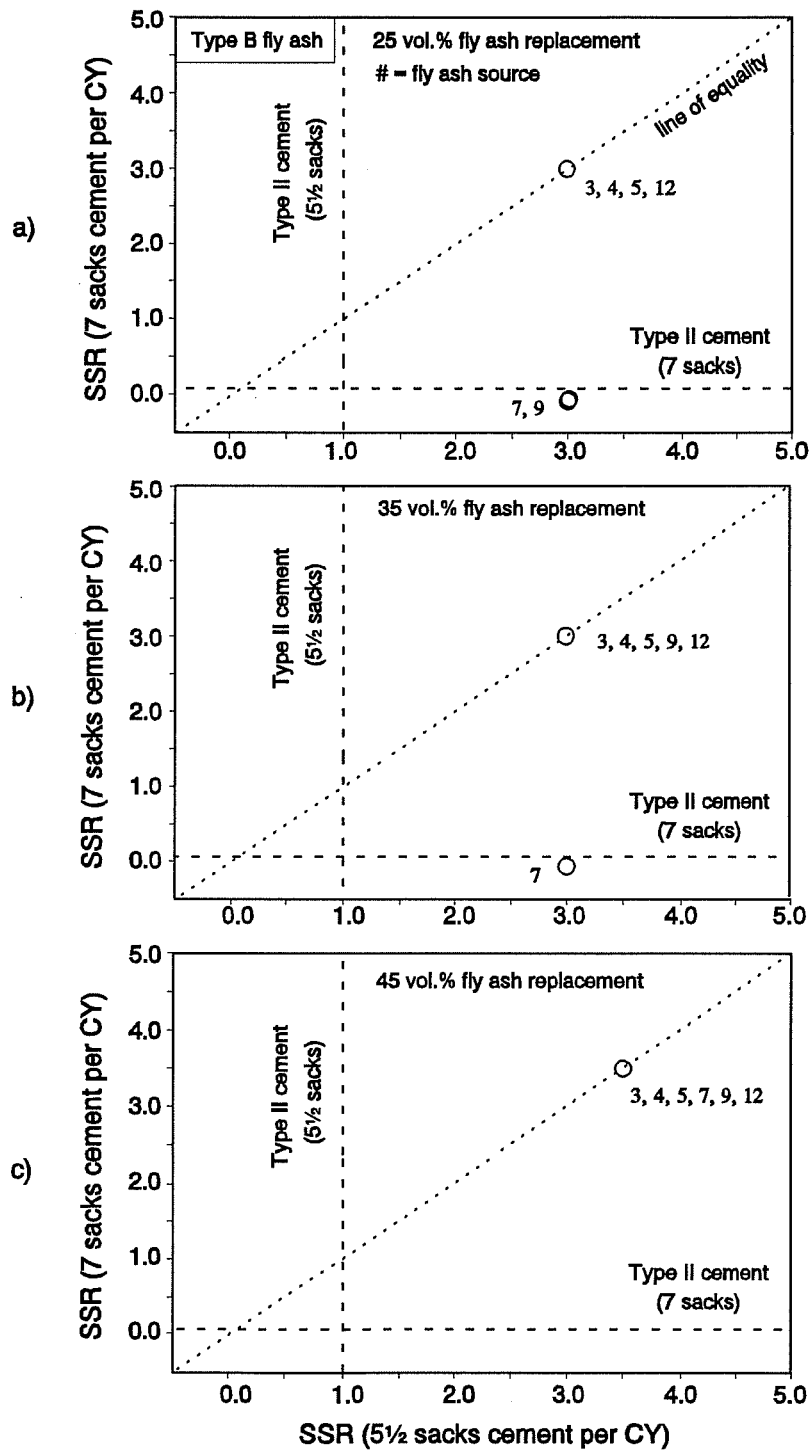 a)
SSR (7 sacks cement per CY)
5.0
4.0
3.0
2.0
1.0
0.0
Type B fly ash
25 vol.% fly ash replacement
# = fly ash source
line of equality
Type II cement
(5½ sacks)
3, 4, 5, 12
Type II cement
(7 sacks)
7, 9
0.0 1.0 2.0 3.0 4.0 5.0
b)
SSR (7 sacks cement per CY)
5.0
4.0
3.0
2.0
1.0
0.0
35 vol.% fly ash replacement
Type II cement
(5½ sacks)
3, 4, 5, 9, 12
Type II cement
(7 sacks)
7
0.0 1.0 2.0 3.0 4.0 5.0
c)
SSR (7 sacks cement per CY)
5.0
4.0
3.0
2.0
1.0
0.0
45 vol.% fly ash replacement
Type II cement
(5½ sacks)
3, 4, 5, 7, 9, 12
Type II cement
(7 sacks)
0.0 1.0 2.0 3.0 4.0 5.0
SSR (5½ sacks cement per CY)